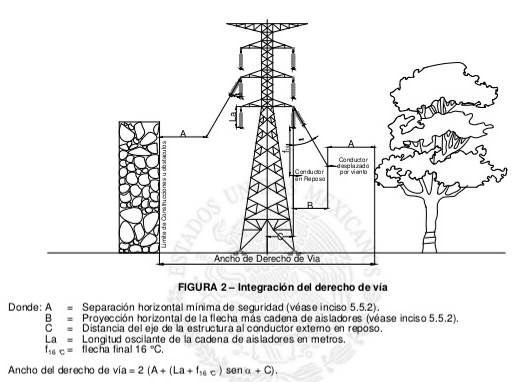 La
A
A
Límite de Construcciones u obstáculos
Conductor
en Reposo
Conductor
desplazado
por viento
B
C
ESTADOS UNIDOS MEXICANOS
Ancho de Derecho de Vía
FIGURA 2 – Integración del derecho de vía
Donde: A = Separación horizontal mínima de seguridad (véase inciso 5.5.2).
B = Proyección horizontal de la flecha más cadena de aisladores (véase inciso 5.5.2).
C = Distancia del eje de la estructura al conductor externo en reposo.
La = Longitud oscilante de la cadena de aisladores en metros.
f16 °C = flecha final 16 °C.
Ancho del derecho de vía = 2 (A + (La + f16 °C ) sen α + C).